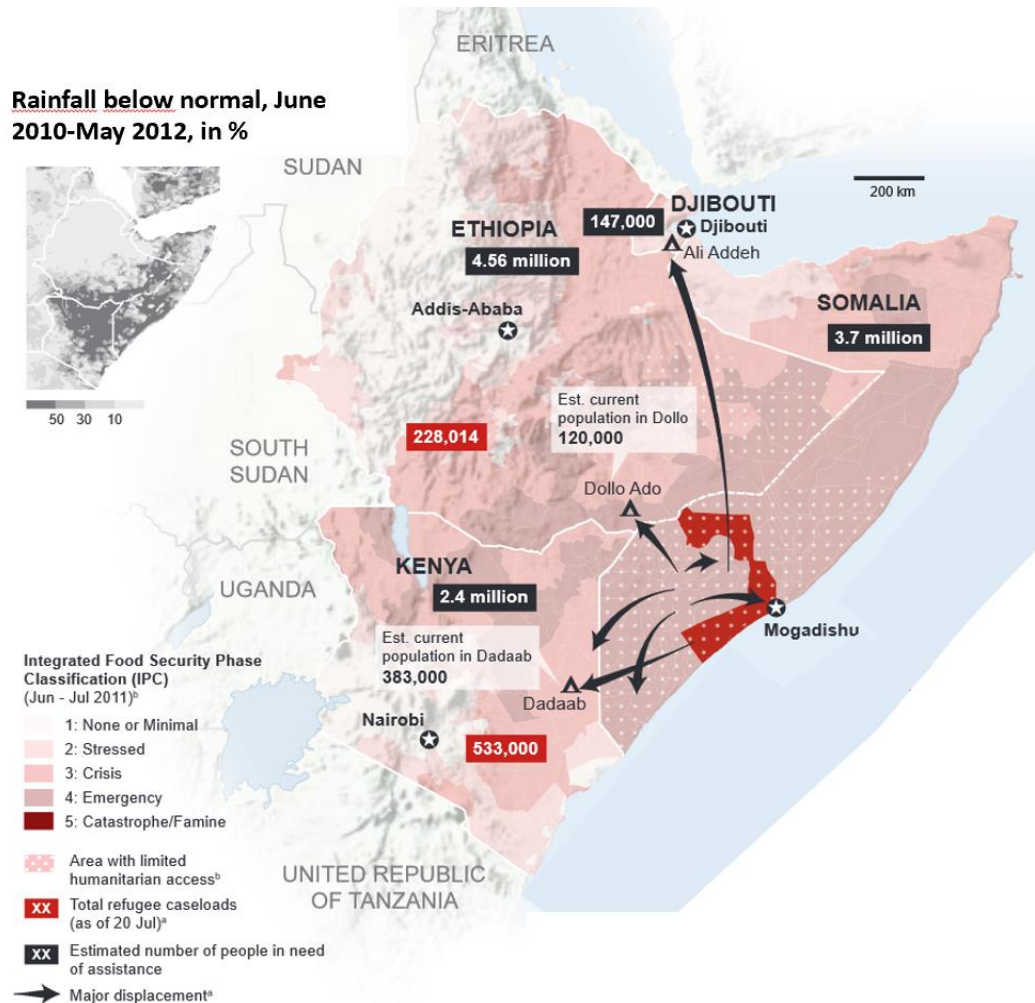 Rainfall below normal, June
2010-May 2012, in %
50 30 10
ERITREA
SUDAN
200 km
DJIBOUTI
147,000
Djibouti
ETHIOPIA
Ali Addeh
4.56 million
SOMALIA
Addis-Ababa
3.7 million
Est. current
population in Dollo
120,000
228,014
SOUTH
SUDAN
Dollo Ado
KENYA
UGANDA
2.4 million
Mogadishu
Est. current
population in Dadaab
383,000
Dadaab
Nairobi
533,000
Integrated Food Security Phase
Classification (IPC)
(Jun - Jul 2011)ᵇ
1: None or Minimal
2: Stressed
3: Crisis
4: Emergency
5: Catastrophe/Famine
Area with limited
humanitarian accessᵇ
UNITED REPUBLIC
OF TANZANIA
XX Total refugee caseloads
(as of 20 Jul)ᵃ
XX Estimated number of people in need
of assistance
Major displacementᵃ